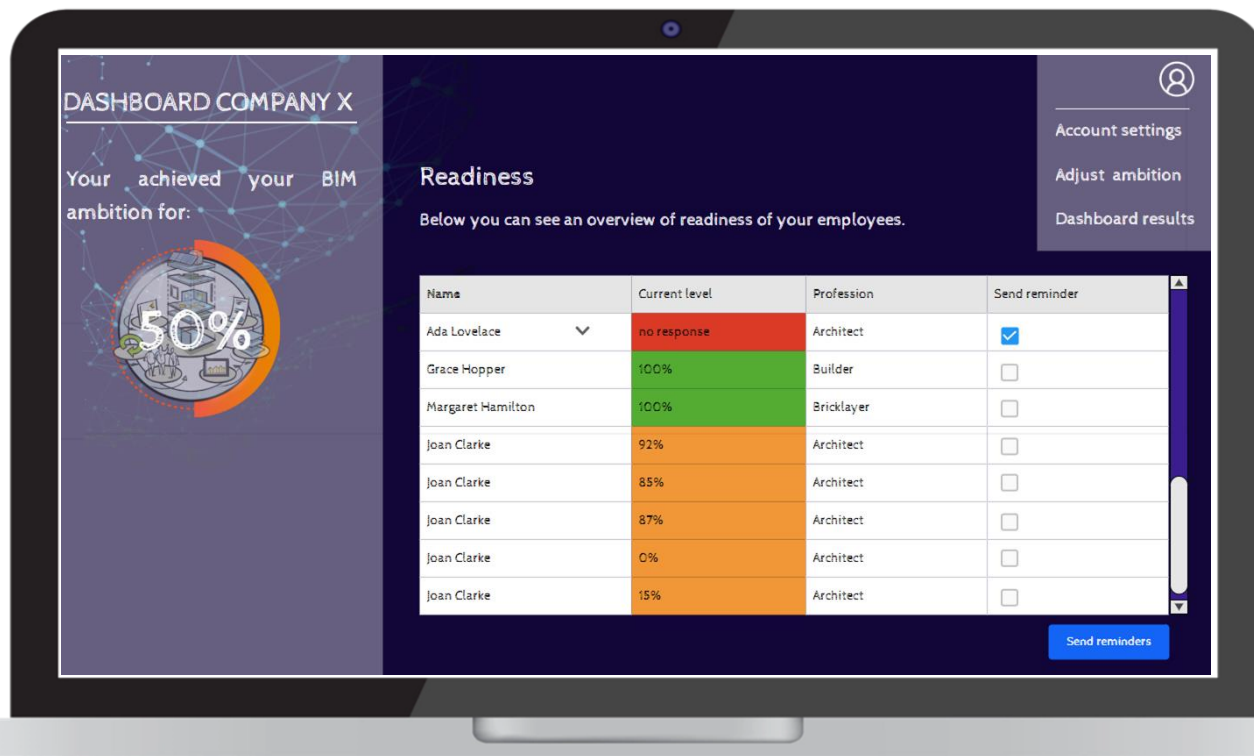 DASHBOARD COMPANY X
Your achieved your BIM
ambition for:
50%
Readiness
Below you can see an overview of readiness of your employees.
Account settings
Adjust ambition
Dashboard results
Name Current level Profession Send reminder
Ada Lovelace no response Architect
Grace Hopper 100% Builder
Margaret Hamilton 100% Bricklayer
Joan Clarke 92% Architect
Joan Clarke 85% Architect
Joan Clarke 87% Architect
Joan Clarke 0% Architect
Joan Clarke 15% Architect
Send reminders